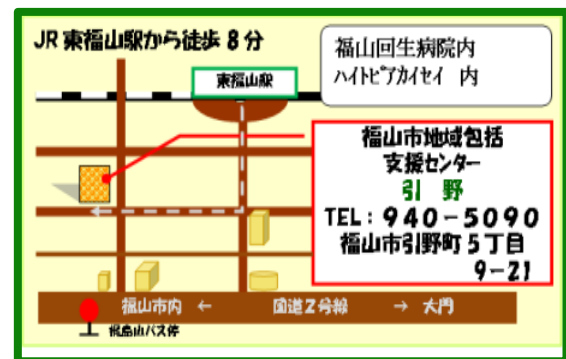 JR 東福山駅から徒歩 8 分
福山回生病院内
ハイトピアカイセイ 内
東福山駅
福山市地域包括
支援センター
引 野
TEL:940-5090
福山市引野町 5 丁目
9-21
福山市内 ← 国道2号線 → 大門
バス停